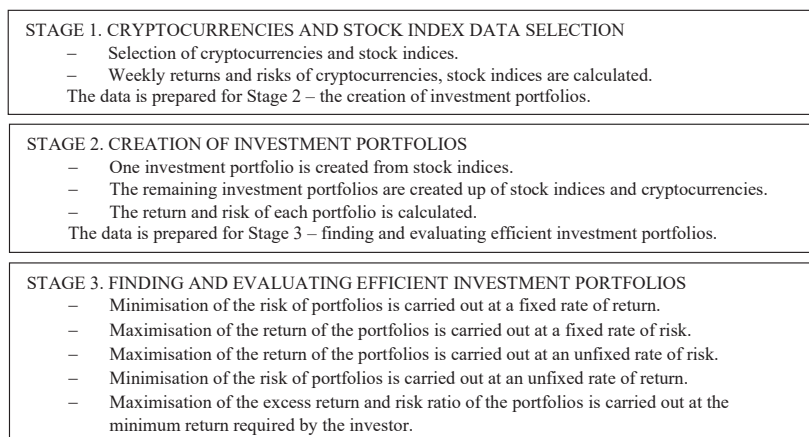 STAGE 1. CRYPTOCURRENCIES AND STOCK INDEX DATA SELECTION
– Selection of cryptocurrencies and stock indices.
– Weekly returns and risks of cryptocurrencies, stock indices are calculated.
The data is prepared for Stage 2 – the creation of investment portfolios.
STAGE 2. CREATION OF INVESTMENT PORTFOLIOS
– One investment portfolio is created from stock indices.
– The remaining investment portfolios are created up of stock indices and cryptocurrencies.
– The return and risk of each portfolio is calculated.
The data is prepared for Stage 3 – finding and evaluating efficient investment portfolios.
STAGE 3. FINDING AND EVALUATING EFFICIENT INVESTMENT PORTFOLIOS
– Minimisation of the risk of portfolios is carried out at a fixed rate of return.
– Maximisation of the return of the portfolios is carried out at a fixed rate of risk.
– Maximisation of the return of the portfolios is carried out at an unfixed rate of risk.
– Minimisation of the risk of portfolios is carried out at an unfixed rate of return.
– Maximisation of the excess return and risk ratio of the portfolios is carried out at the
minimum return required by the investor.